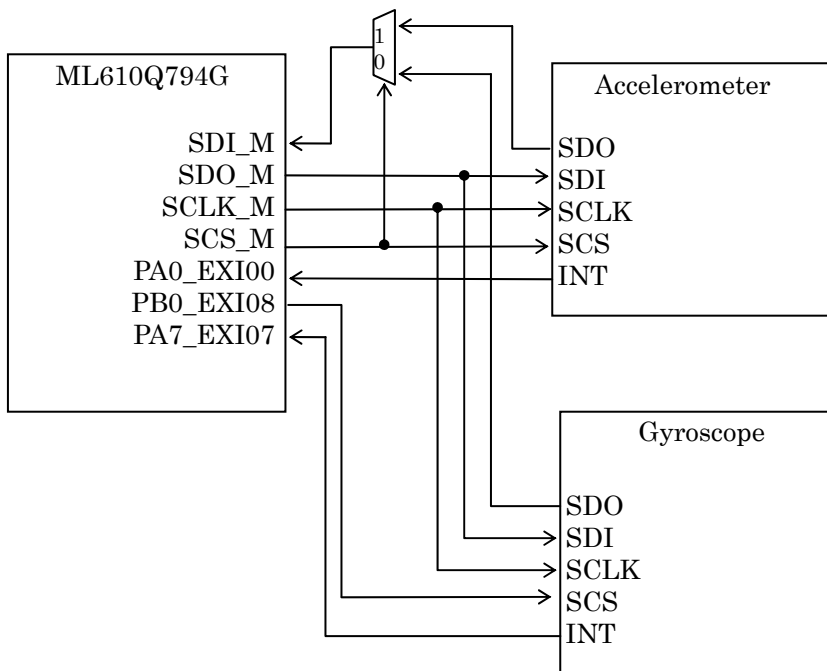 1
0
ML610Q794G
SDI_M
SDO_M
SCLK_M
SCS_M
PA0_EXI00
PB0_EXI08
PA7_EXI07
Accelerometer
SDO
SDI
SCLK
SCS
INT
Gyroscope
SDO
SDI
SCLK
SCS
INT